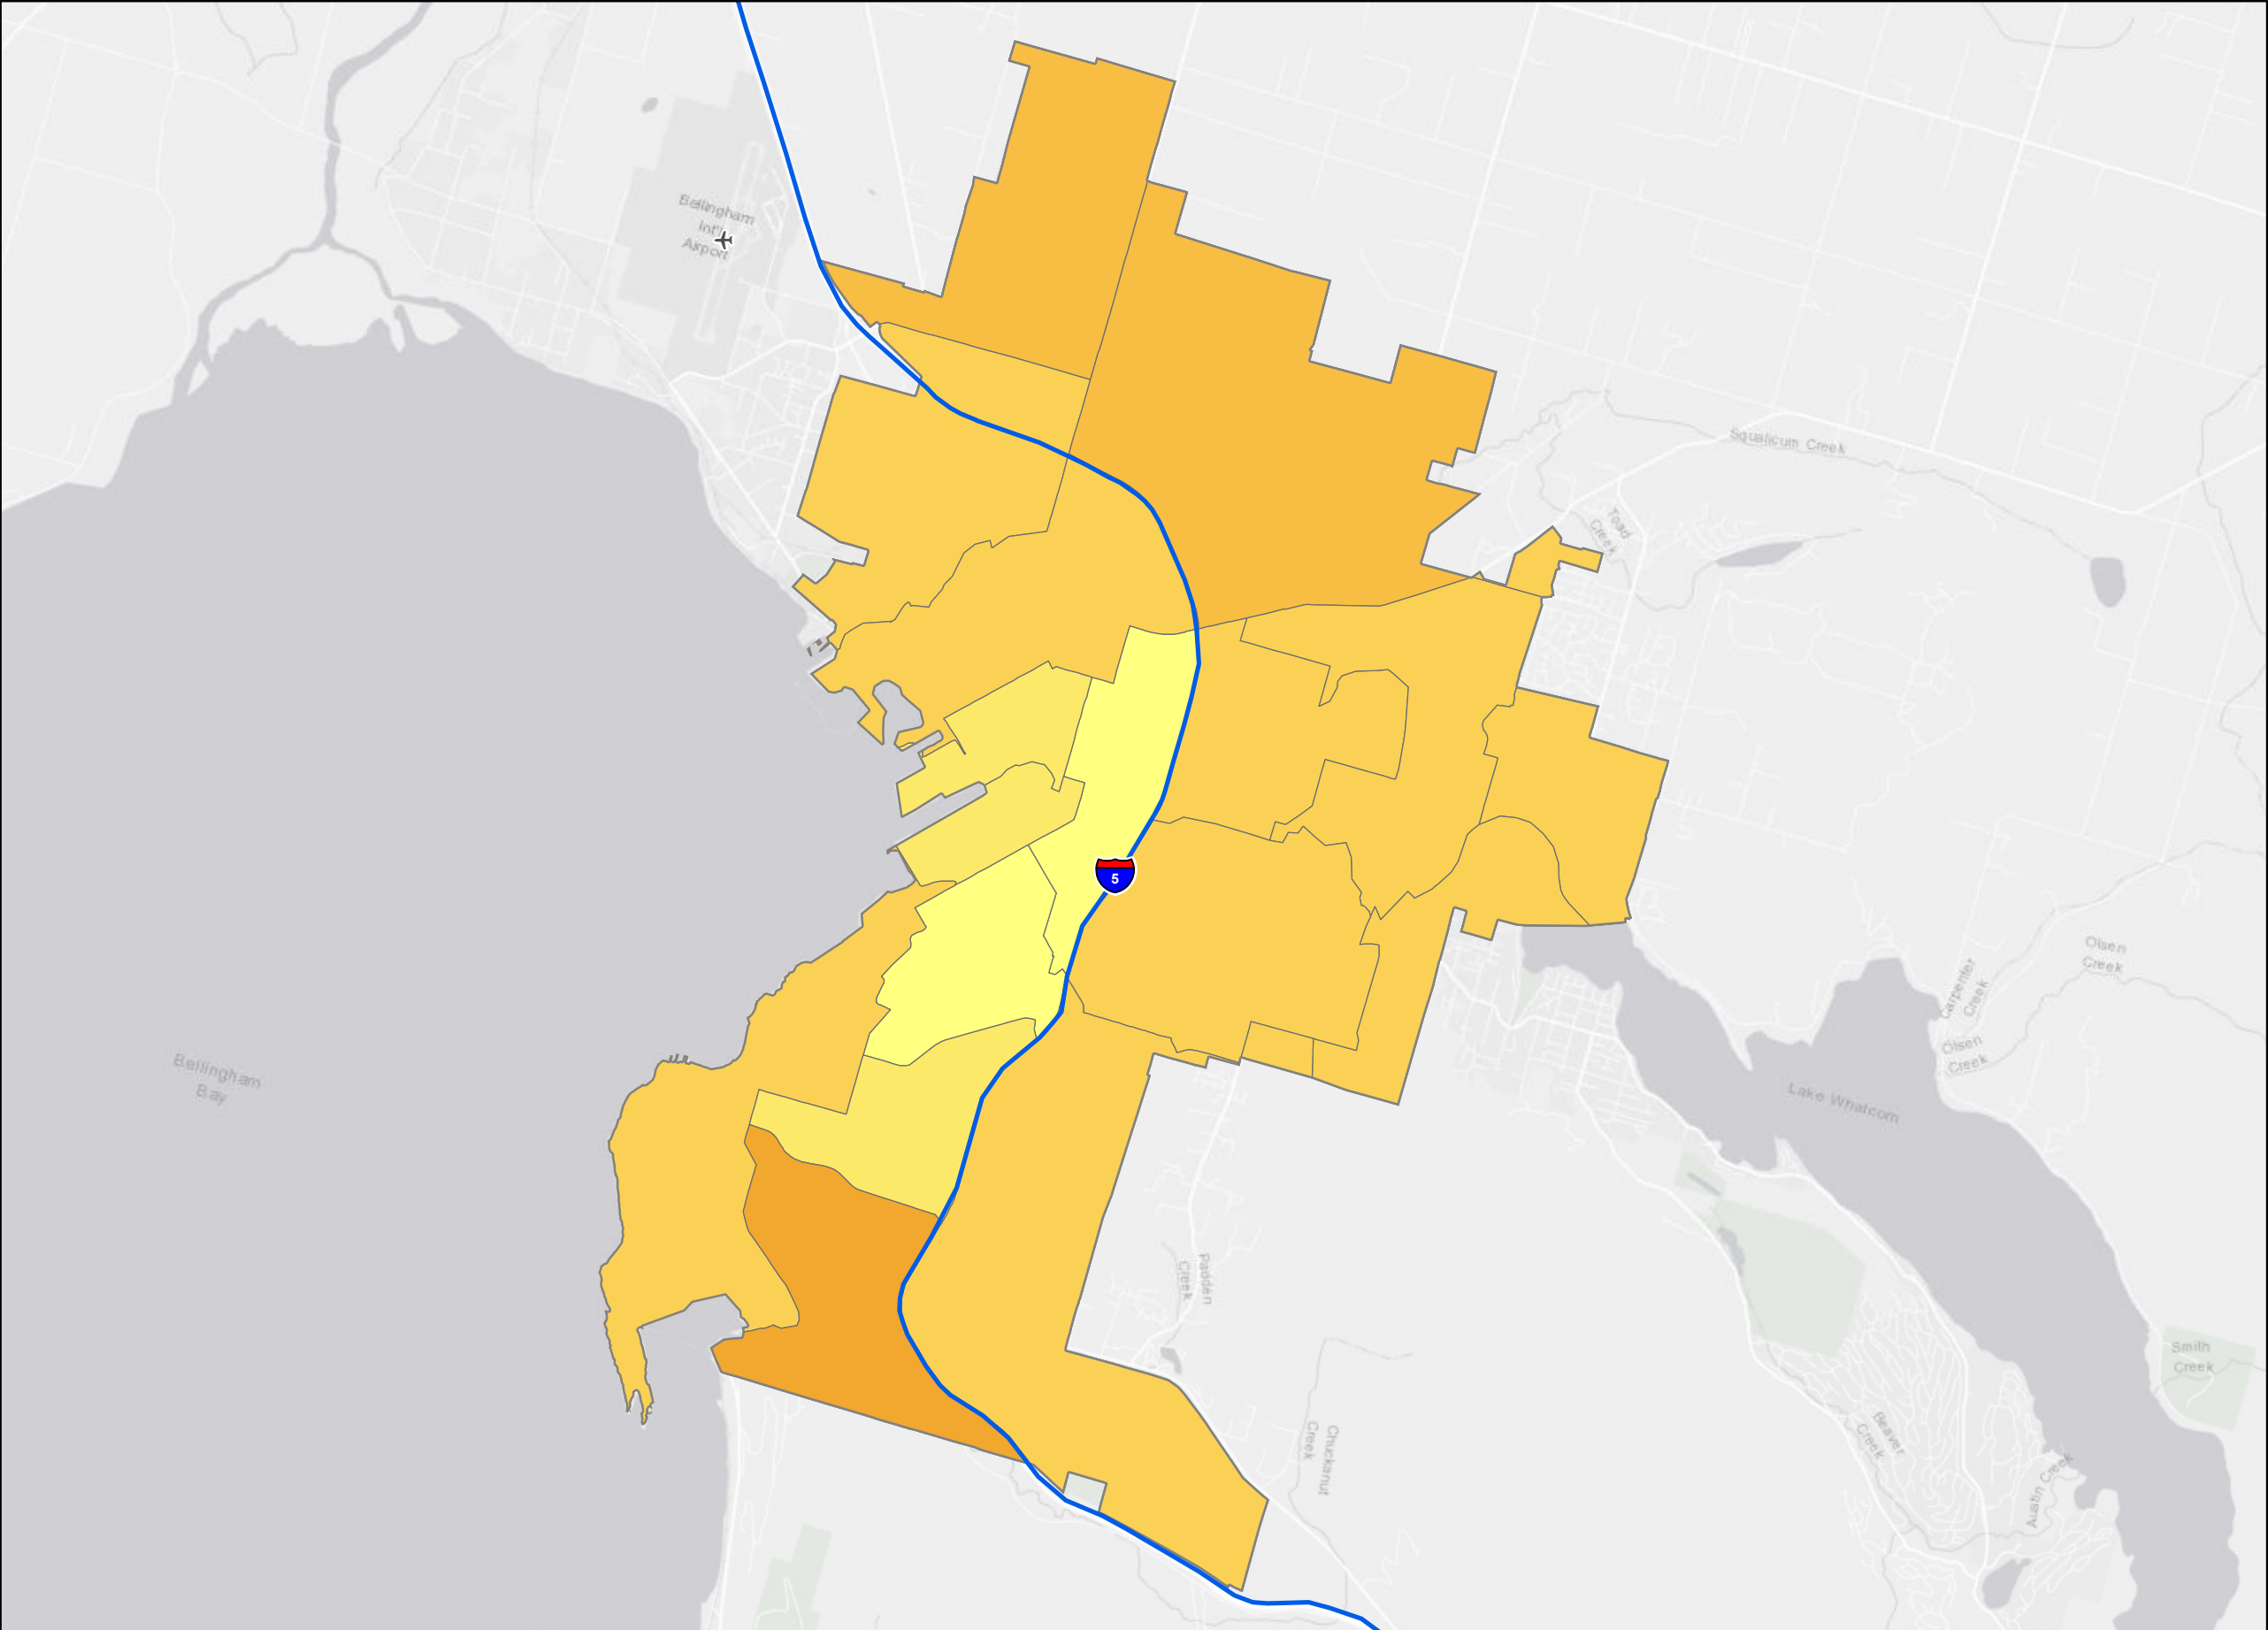 Bellingham
Int'l
Airport
Squalicum Creek
Toad
Creek
5
Olsen
Creek
Carpenter
Creek
Olsen
Creek
Bellingham
Bay
Lake Whatcom
Padden
Creek
Smith
Creek
Chuckanut
Creek
Beaver
Creek
Austin Creek